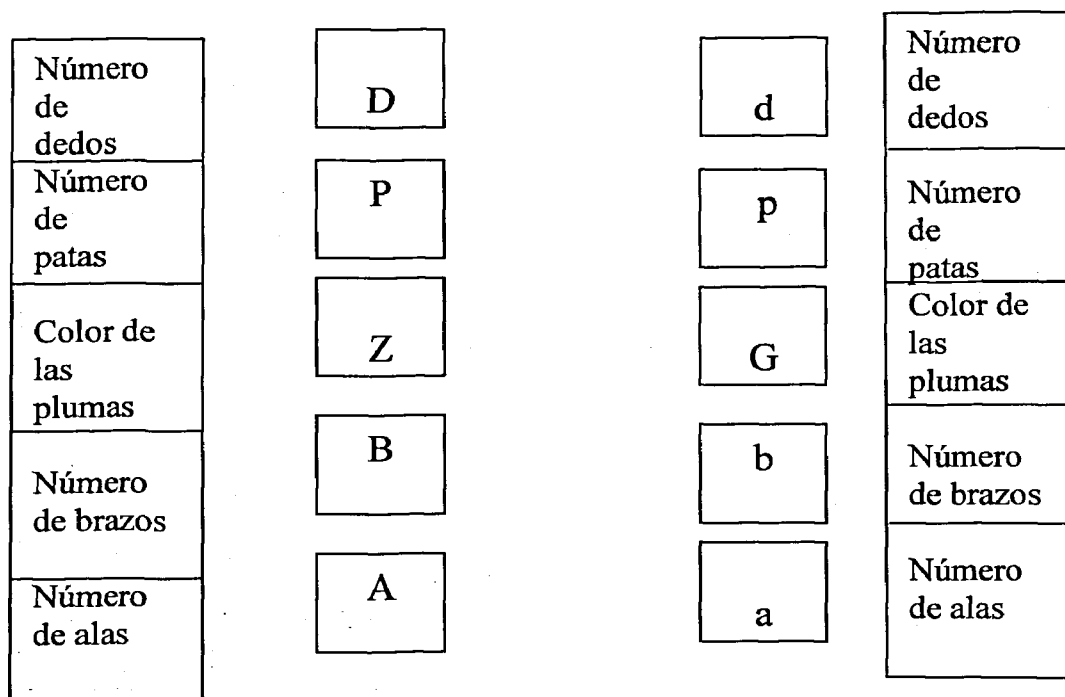 Número
de
dedos
Número
de
patas
Color de
las
plumas
Número
de brazos
Número
de alas
D
P
Z
B
A
d
p
G
b
a
Número
de
dedos
Número
de
patas
Color de
las
plumas
Número
de brazos
Número
de alas